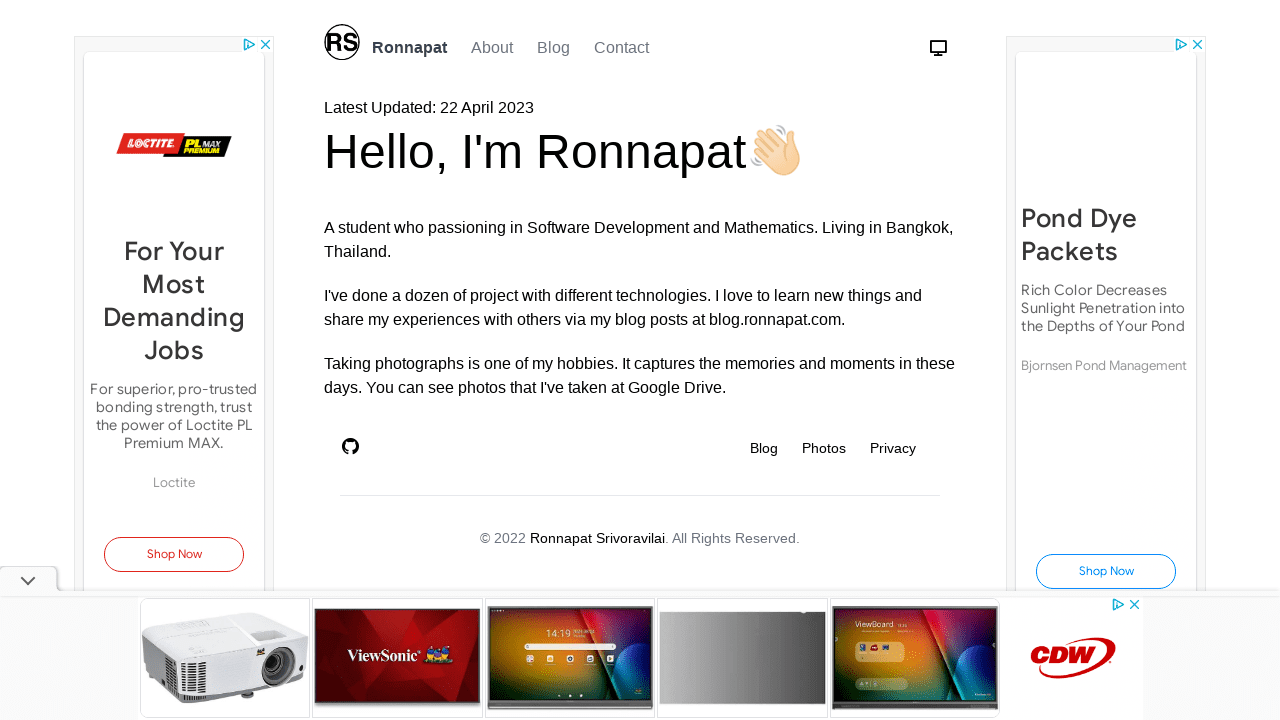 RS
Ronnapat About Blog Contact
Latest Updated: 22 April 2023
Hello, I'm Ronnapat👋🏻
A student who passioning in Software Development and Mathematics. Living in Bangkok,
Thailand.
I've done a dozen of project with different technologies. I love to learn new things and
share my experiences with others via my blog posts at blog.ronnapat.com.
Taking photographs is one of my hobbies. It captures the memories and moments in these
days. You can see photos that I've taken at Google Drive.
Blog Photos Privacy
© 2022 Ronnapat Srivoravilai. All Rights Reserved.
LOCTITE PL MAX
PREMIUM
For Your
Most
Demanding
Jobs
For superior, pro-trusted
bonding strength, trust
the power of Loctite PL
Premium MAX.
Loctite
Shop Now
Pond Dye
Packets
Rich Color Decreases
Sunlight Penetration into
the Depths of Your Pond
Bjornsen Pond Management
Shop Now
ViewSonic
14:19
ViewBoard
CDW